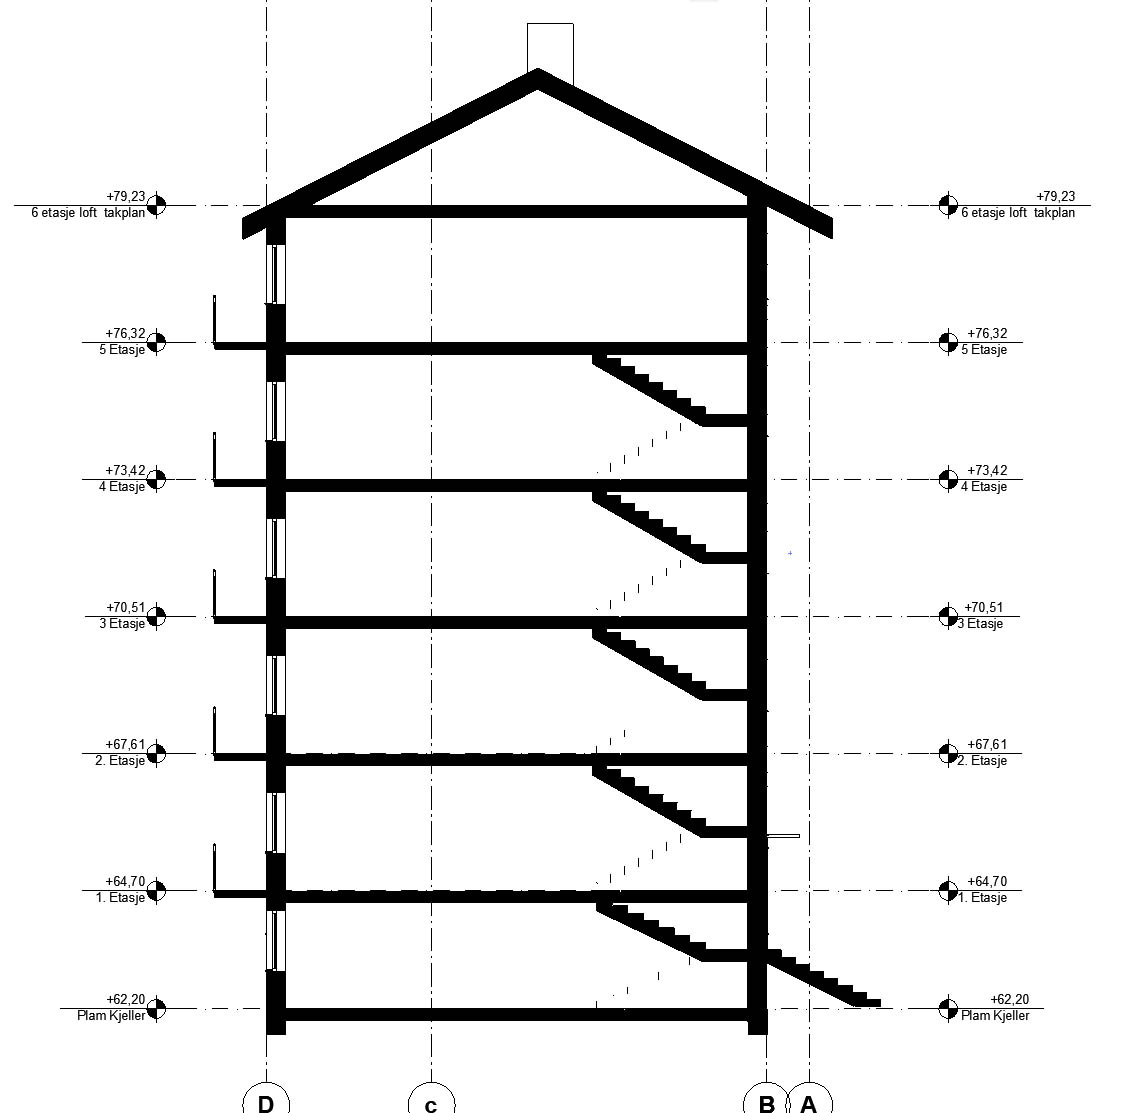 +79,23
6 etasje loft takplan
+79,23
6 etasje loft takplan
+76,32
5 Etasje
+76,32
5 Etasje
+73,42
4 Etasje
+73,42
4 Etasje
+70,51
3 Etasje
+70,51
3 Etasje
+67,61
2. Etasje
+67,61
2. Etasje
+64,70
1. Etasje
+64,70
1. Etasje
+62,20
Plam Kjeller
+62,20
Plam Kjeller
D
c
B
A